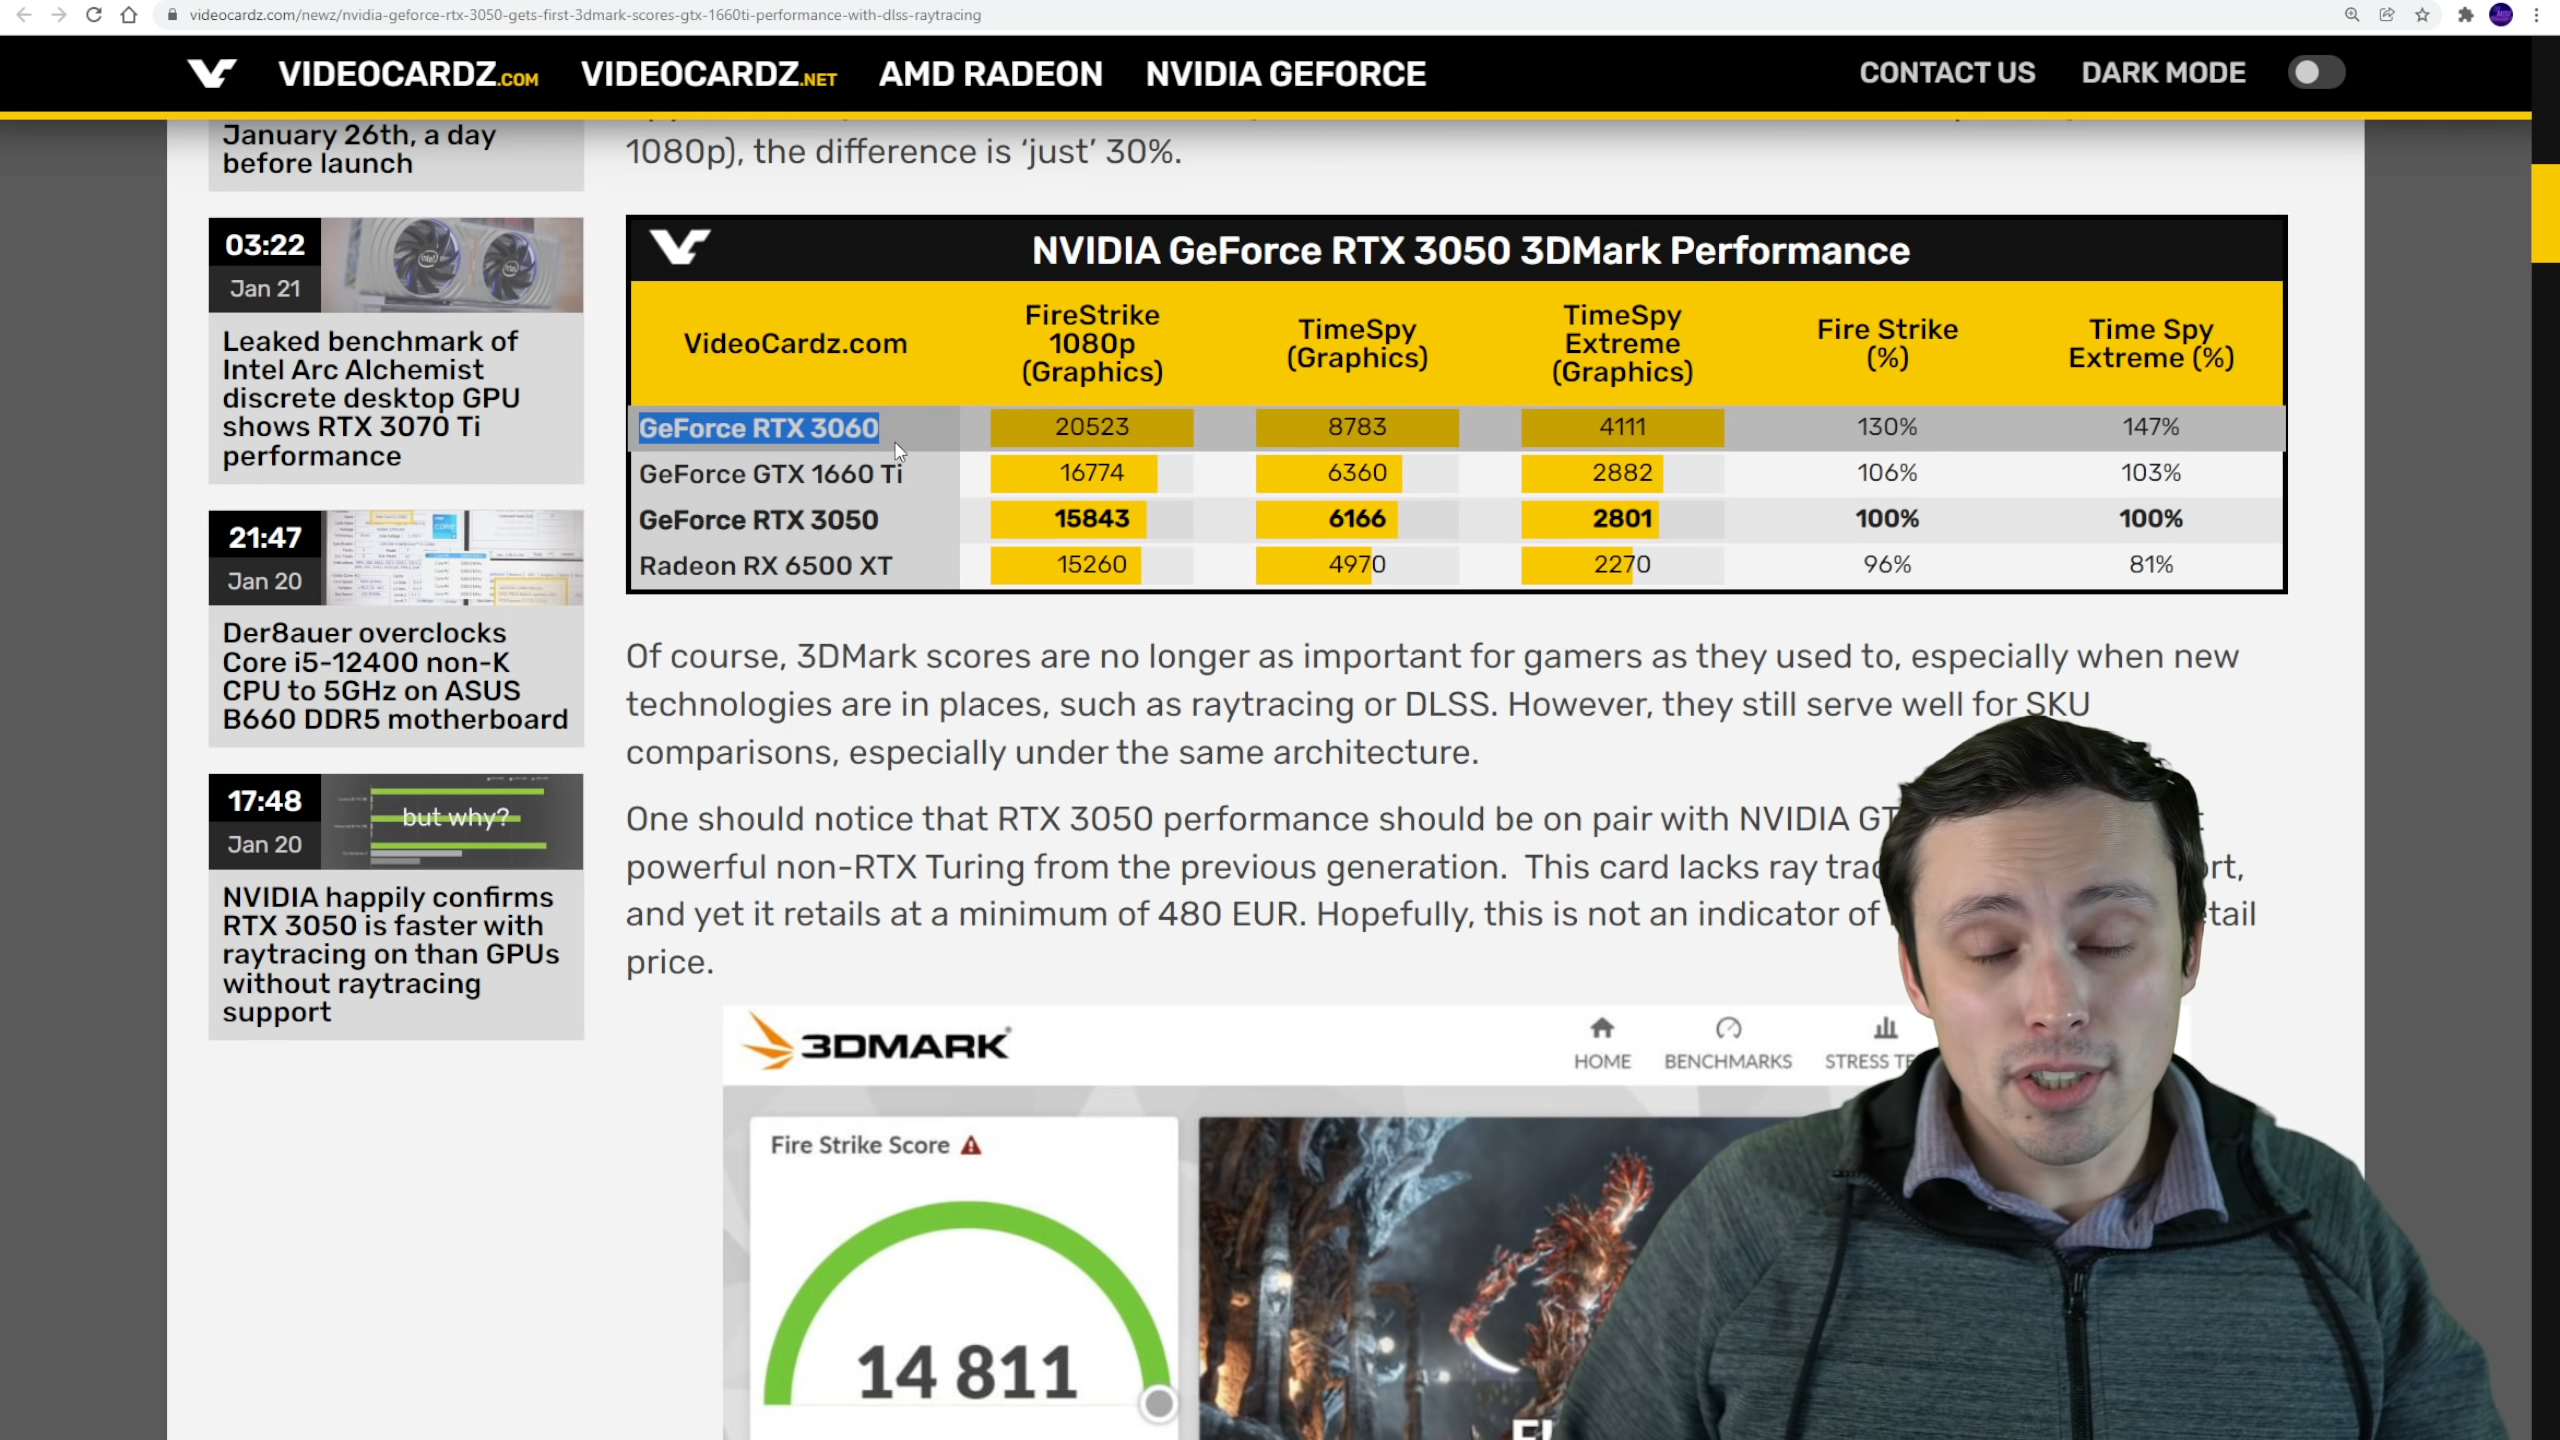 videocardz.com/newz/nvidia-geforce-rtx-3050-gets-first-3dmark-scores-gtx-1660ti-performance-with-dlss-raytracing
VIDEOCARDZ.COM VIDEOCARDZ.NET AMD RADEON NVIDIA GEFORCE CONTACT US DARK MODE
January 26th, a day
before launch
03:22
Jan 21
Leaked benchmark of
Intel Arc Alchemist
discrete desktop GPU
shows RTX 3070 Ti
performance
21:47
Jan 20
Der8auer overclocks
Core i5-12400 non-K
CPU to 5GHz on ASUS
B660 DDR5 motherboard
17:48
Jan 20
but why?
NVIDIA happily confirms
RTX 3050 is faster with
raytracing on than GPUs
without raytracing
support
1080p), the difference is ‘just’ 30%.
NVIDIA GeForce RTX 3050 3DMark Performance
VideoCardz.com FireStrike 1080p (Graphics) TimeSpy (Graphics) TimeSpy Extreme (Graphics) Fire Strike (%) Time Spy Extreme (%)
GeForce RTX 3060 20523 8783 4111 130% 147%
GeForce GTX 1660 Ti 16774 6360 2882 106% 103%
GeForce RTX 3050 15843 6166 2801 100% 100%
Radeon RX 6500 XT 15260 4970 2270 96% 81%
Of course, 3DMark scores are no longer as important for gamers as they used to, especially when new
technologies are in places, such as raytracing or DLSS. However, they still serve well for SKU
comparisons, especially under the same architecture.
One should notice that RTX 3050 performance should be on pair with NVIDIA
powerful non-RTX Turing from the previous generation. This card lacks ray
and yet it retails at a minimum of 480 EUR. Hopefully, this is not an indicator of
price.
3DMARK
HOME BENCHMARKS STRESS
Fire Strike Score
14 811